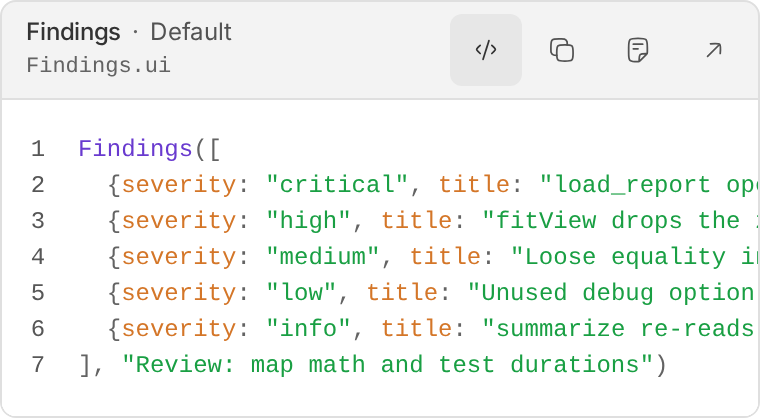 Findings · Default
Findings.ui
1 Findings([
2 {severity: "critical", title: "load_report
3 {severity: "high", title: "fitView drops the
4 {severity: "medium", title: "Loose equality
5 {severity: "low", title: "Unused debug option
6 {severity: "info", title: "summarize re-reads
7 ], "Review: map math and test durations")